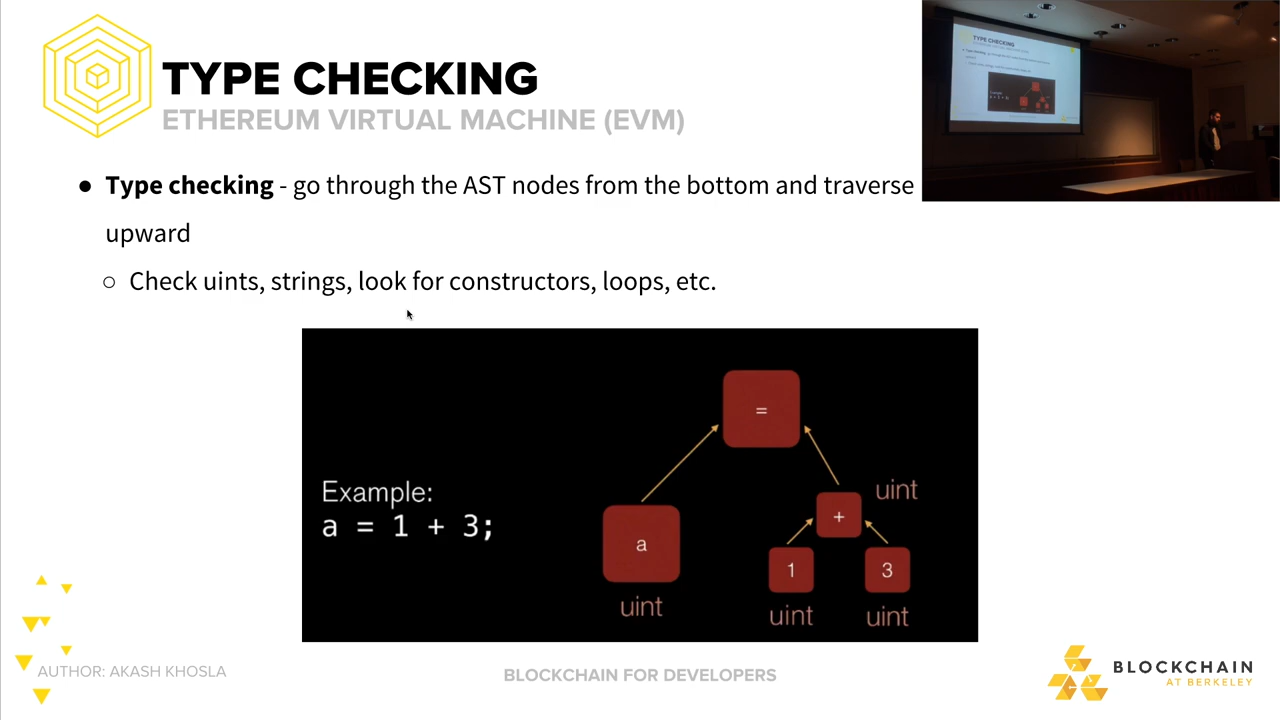 TYPE CHECKING
ETHEREUM VIRTUAL MACHINE (EVM)
● Type checking - go through the AST nodes from the bottom and traverse
upward
○ Check uints, strings, look for constructors, loops, etc.
Example:
a = 1 + 3;
=
+
uint
a
1
3
uint
uint
uint
AUTHOR: AKASH KHOSLA
BLOCKCHAIN FOR DEVELOPERS
BLOCKCHAIN
AT BERKELEY
TYPE CHECKING